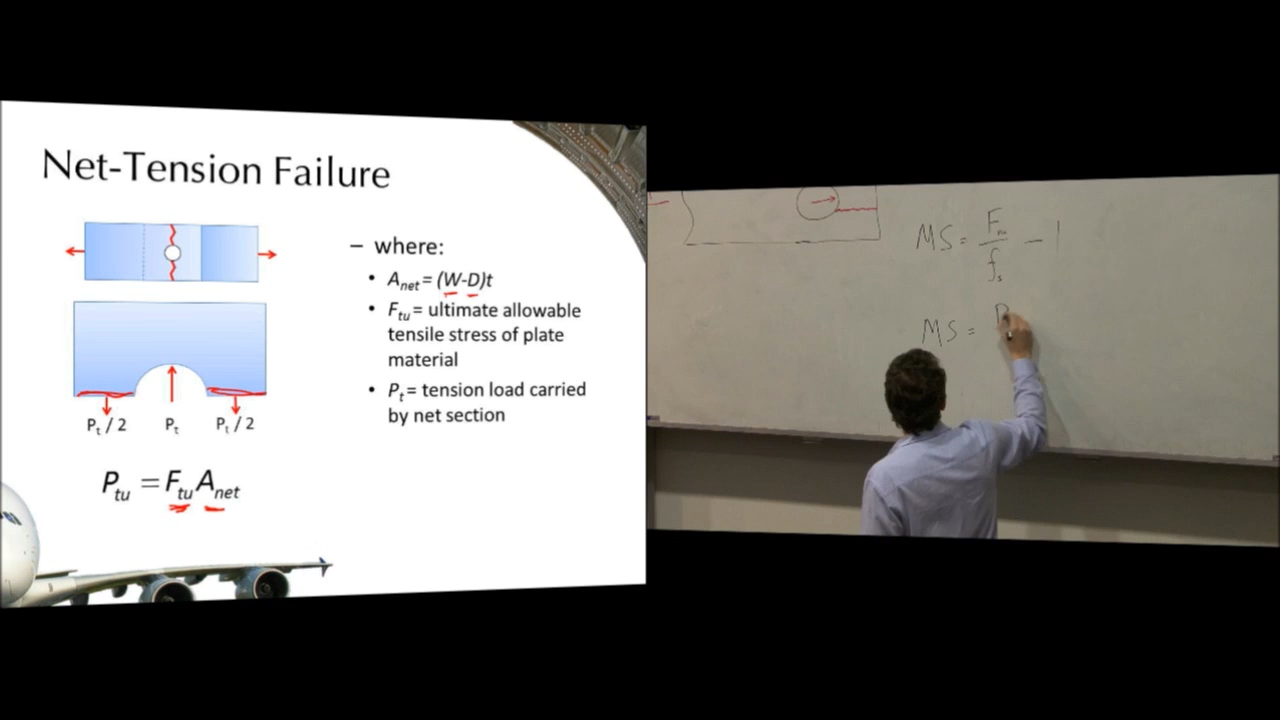 Net-Tension Failure
– where:
• A_net = (W-D)t
• F_tu = ultimate allowable
tensile stress of plate
material
• P_t = tension load carried
by net section
P_t / 2 P_t P_t / 2
P_tu = F_tu A_net
MS = F / f_s - 1
MS = P